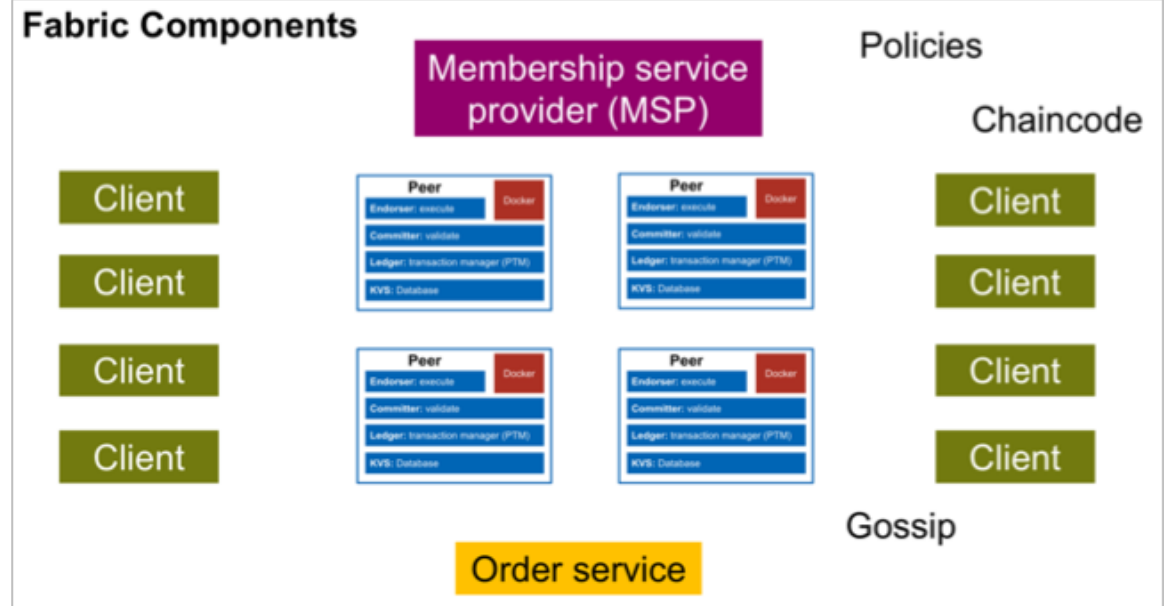 Fabric Components
Policies
Membership service
provider (MSP)
Chaincode
Client
Client
Client
Client
Peer
Docker
Endorser: execute
Committer: validate
Ledger: transaction manager (PTM)
KVS: Database
Peer
Docker
Endorser: execute
Committer: validate
Ledger: transaction manager (PTM)
KVS: Database
Peer
Docker
Endorser: execute
Committer: validate
Ledger: transaction manager (PTM)
KVS: Database
Peer
Docker
Endorser: execute
Committer: validate
Ledger: transaction manager (PTM)
KVS: Database
Client
Client
Client
Client
Gossip
Order service